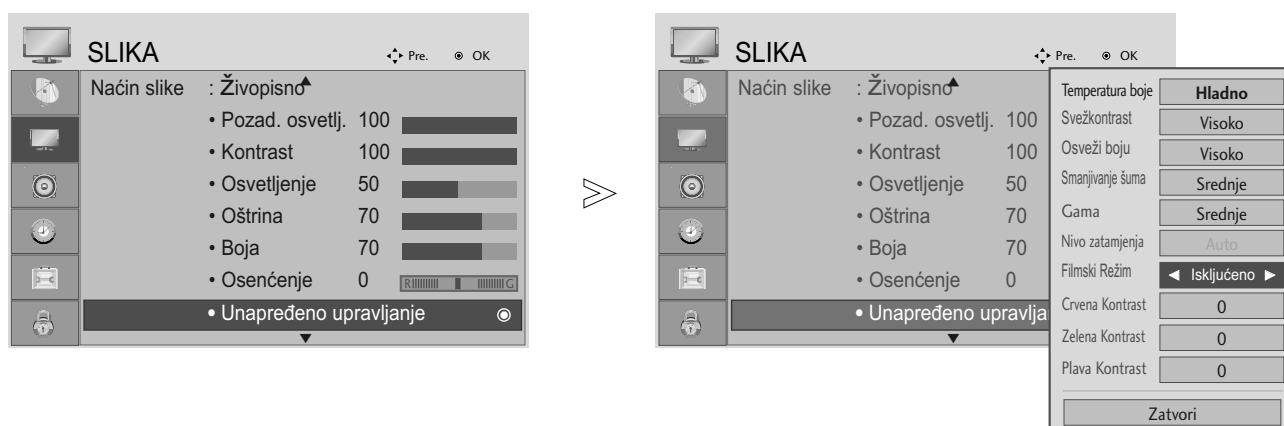 SLIKA Pre. OK
Naćin slike : Živopisno
• Pozad. osvetlj. 100
• Kontrast 100
• Osvetljenje 50
• Oštrina 70
• Boja 70
• Osenćenje 0 R G
• Unapređeno upravljanje
SLIKA Pre. OK
Naćin slike : Živopisno
• Pozad. osvetlj. 100
• Kontrast 100
• Osvetljenje 50
• Oštrina 70
• Boja 70
• Osenćenje 0
• Unapređeno upravlja
Temperatura boje Hladno
Svežkontrast Visoko
Osveži boju Visoko
Smanjivanje šuma Srednje
Gama Srednje
Nivo zatamjenja Auto
Filmski Režim ◀ Iskljućeno ▶
Crvena Kontrast 0
Zelena Kontrast 0
Plava Kontrast 0
Zatvori